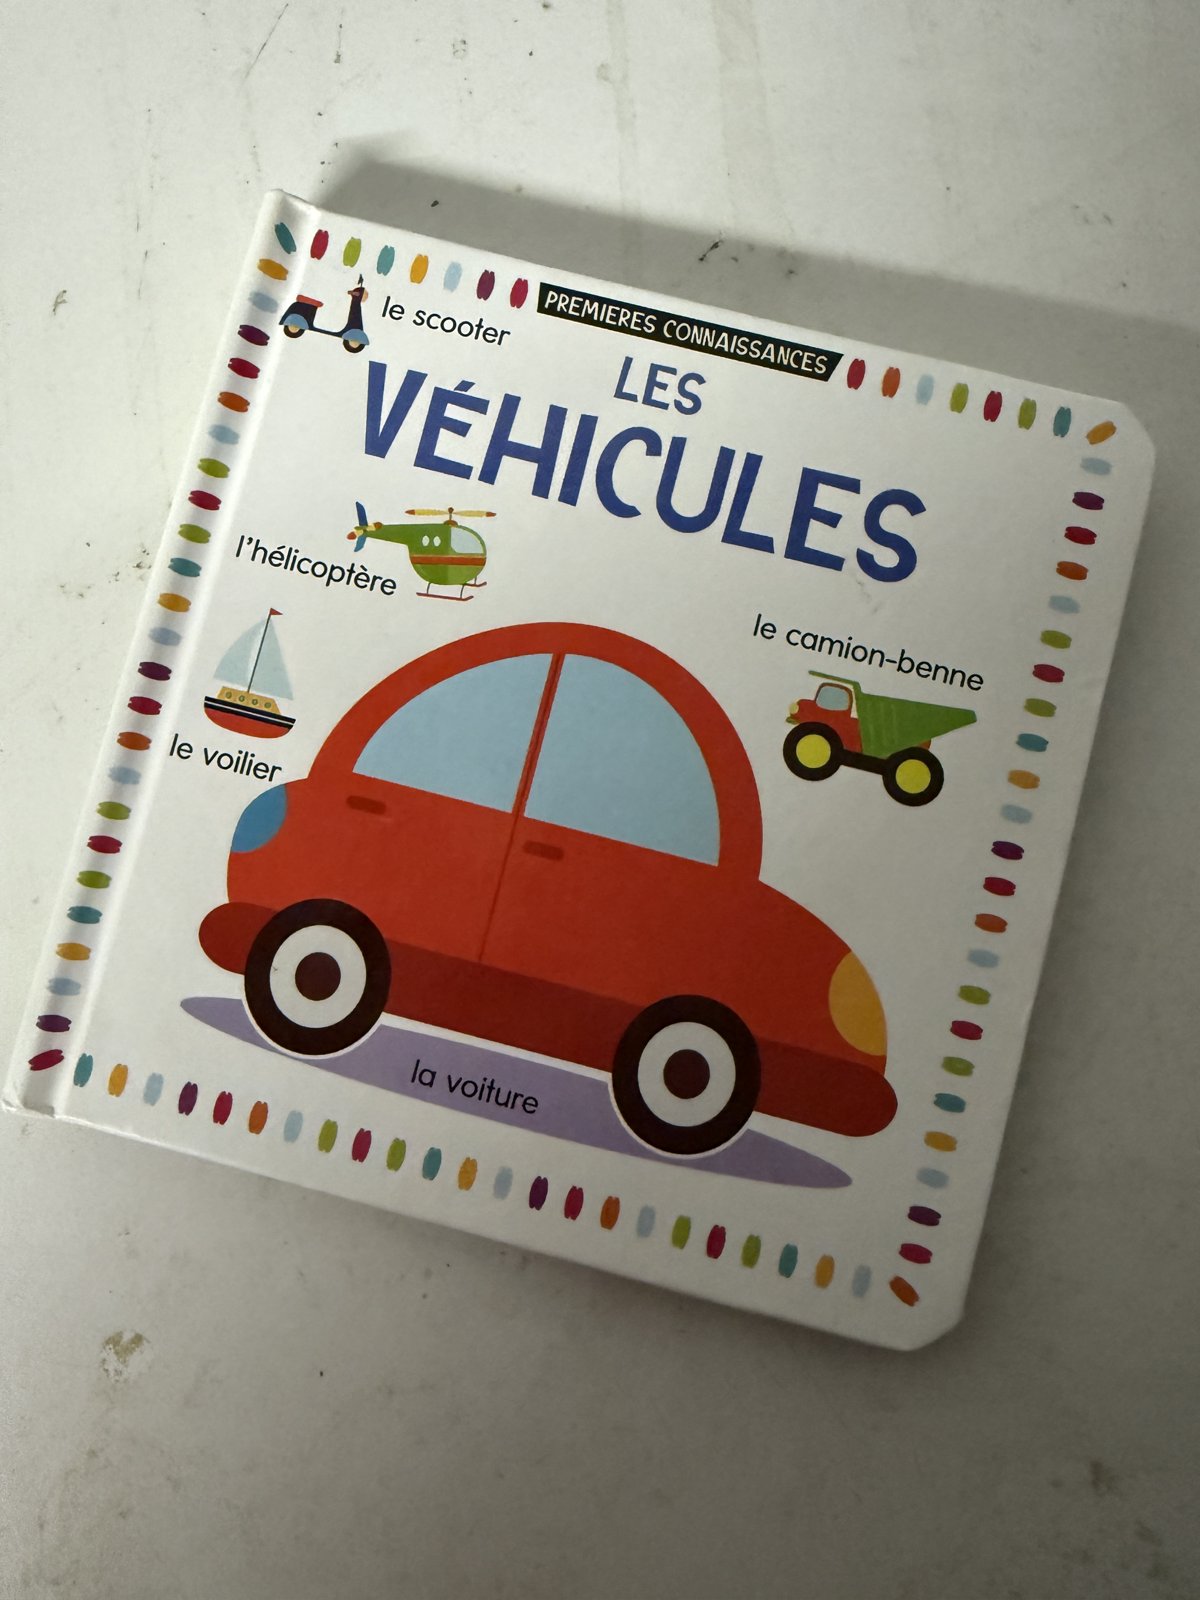 PREMIERES CONNAISSANCES
le scooter
LES
VÉHICULES
l'hélicoptère
le camion-benne
le voilier
la voiture